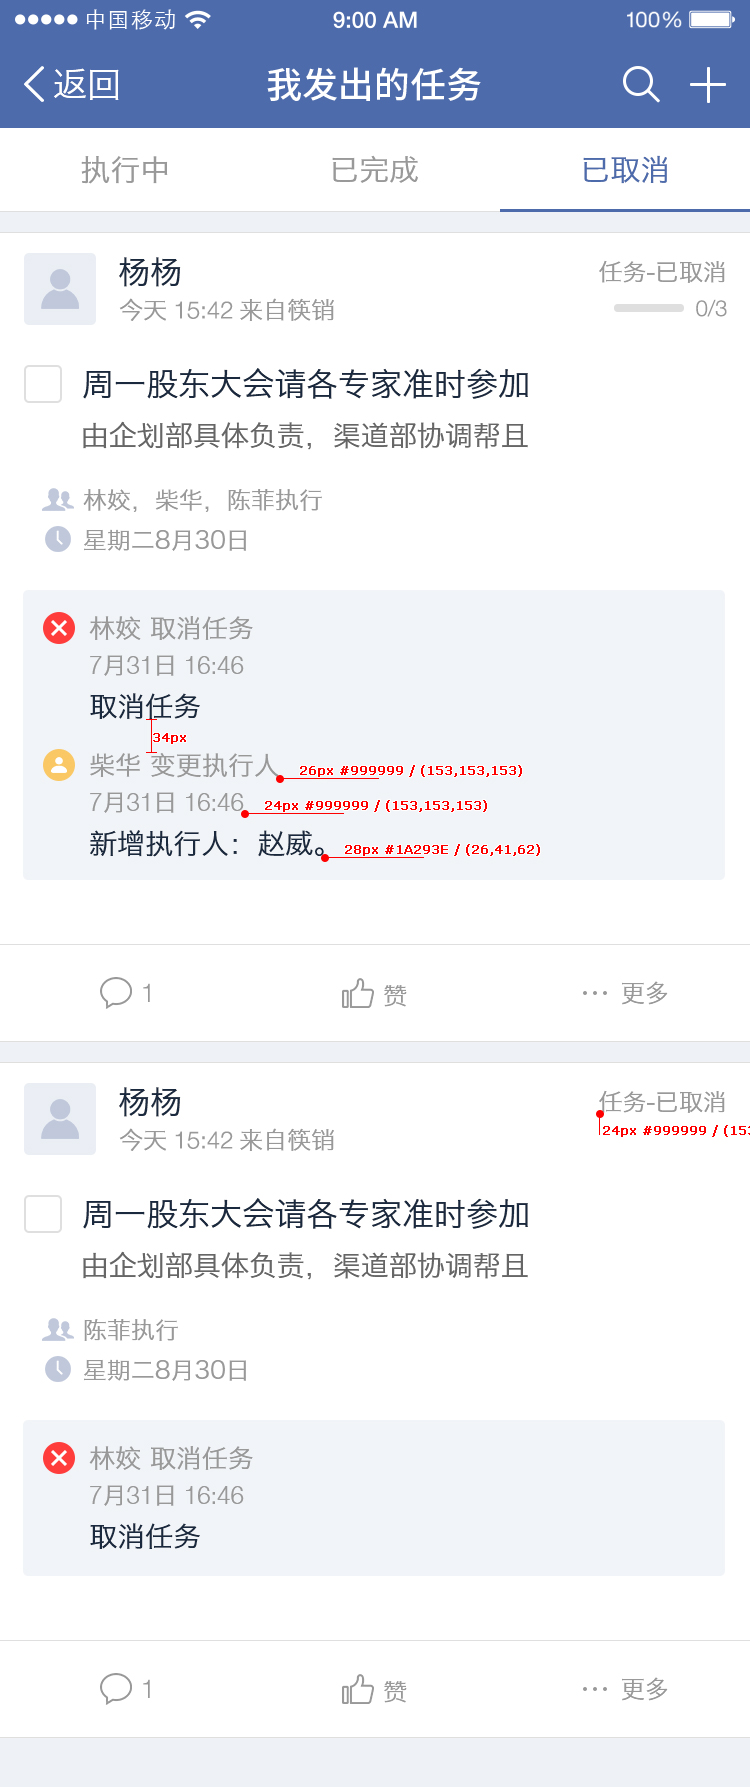 中国移动 9:00 AM 100%
返回 我发出的任务
执行中 已完成 已取消
杨杨 任务-已取消
今天 15:42 来自筷销 0/3
周一股东大会请各专家准时参加
由企划部具体负责，渠道部协调帮且
林姣，柴华，陈菲执行
星期二8月30日
林姣 取消任务
7月31日 16:46
取消任务
34px
柴华 变更执行人
26px #999999 / (153,153,153)
7月31日 16:46
24px #999999 / (153,153,153)
新增执行人：赵威。
28px #1A293E / (26,41,62)
1 赞 更多
杨杨 任务-已取消
今天 15:42 来自筷销
24px #999999 / (153
周一股东大会请各专家准时参加
由企划部具体负责，渠道部协调帮且
陈菲执行
星期二8月30日
林姣 取消任务
7月31日 16:46
取消任务
1 赞 更多